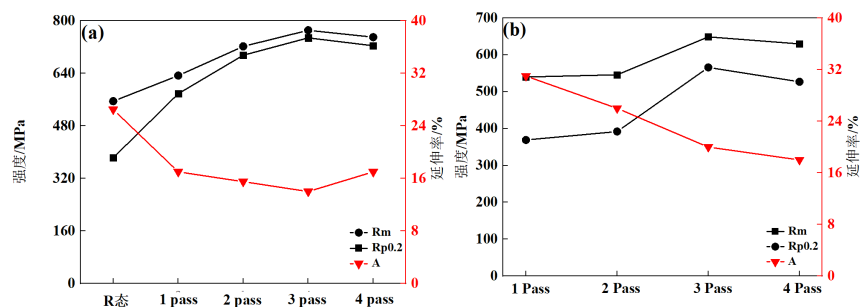 (a)
800
640
480
320
160
0
强度/MPa
40
32
24
16
8
0
延伸率/%
Rm
Rp0.2
A
R态 1 pass 2 pass 3 pass 4 pass
(b)
700
600
500
400
300
200
100
0
强度/MPa
40
32
24
16
8
0
延伸率/%
Rm
Rp0.2
A
1 Pass 2 Pass 3 Pass 4 Pass